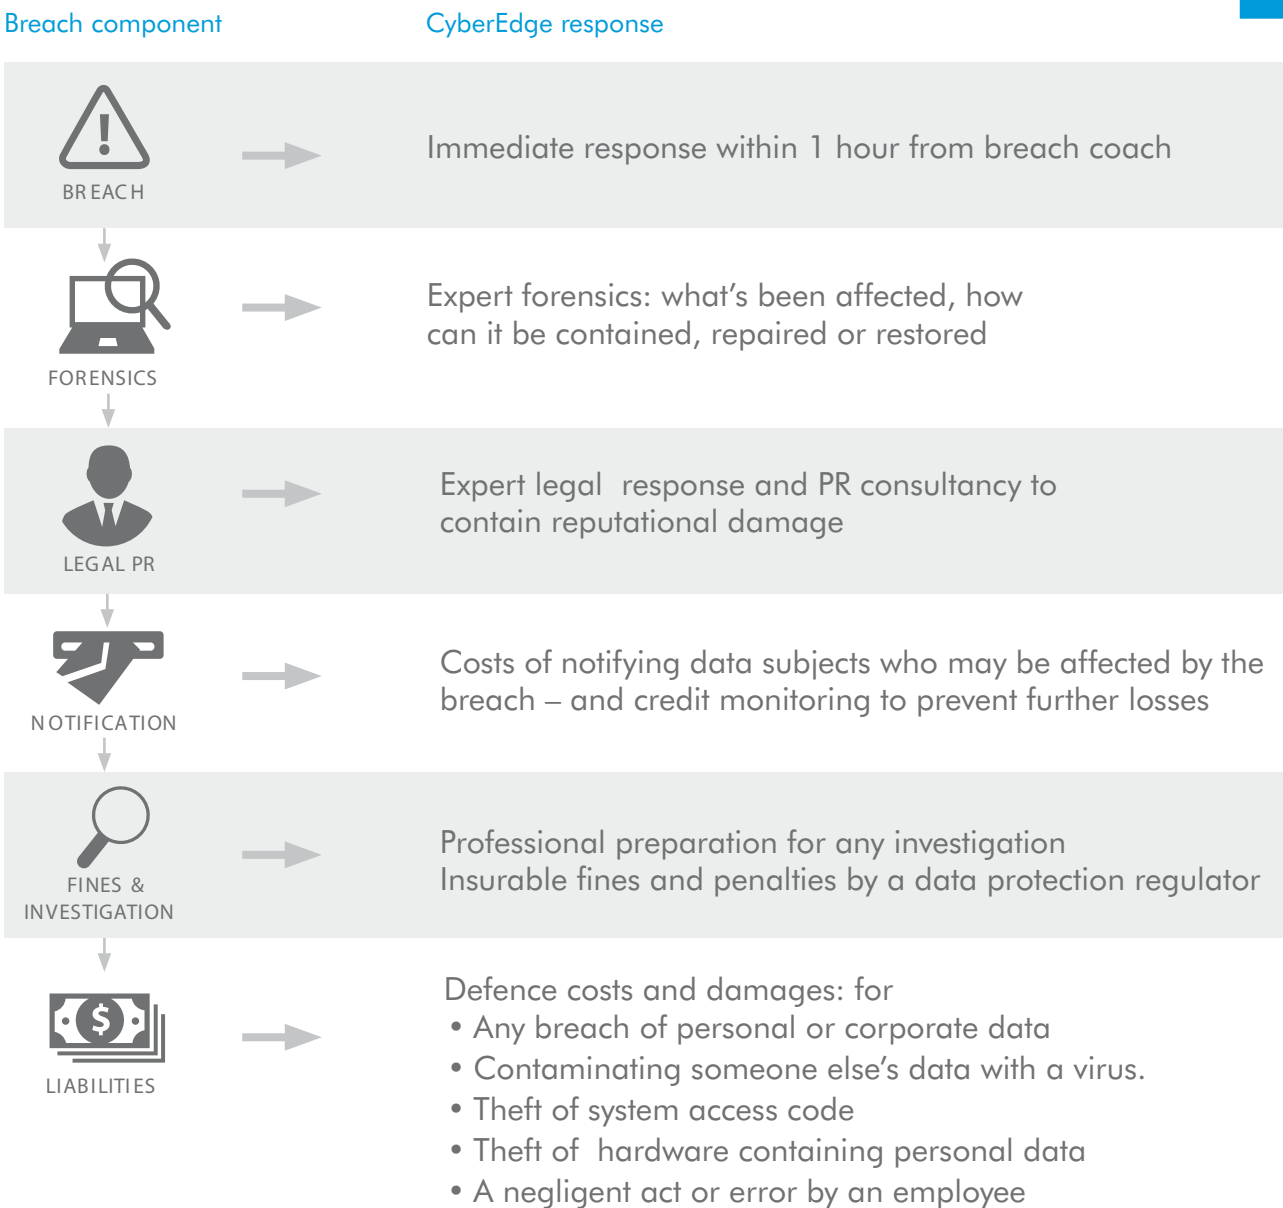 Breach component
CyberEdge response
BREACH
Immediate response within 1 hour from breach coach
FORENSICS
Expert forensics: what's been affected, how
can it be contained, repaired or restored
LEGAL PR
Expert legal response and PR consultancy to
contain reputational damage
NOTIFICATION
Costs of notifying data subjects who may be affected by the
breach – and credit monitoring to prevent further losses
FINES &
INVESTIGATION
Professional preparation for any investigation
Insurable fines and penalties by a data protection regulator
$
LIABILITIES
Defence costs and damages: for
• Any breach of personal or corporate data
• Contaminating someone else's data with a virus.
• Theft of system access code
• Theft of hardware containing personal data
• A negligent act or error by an employee